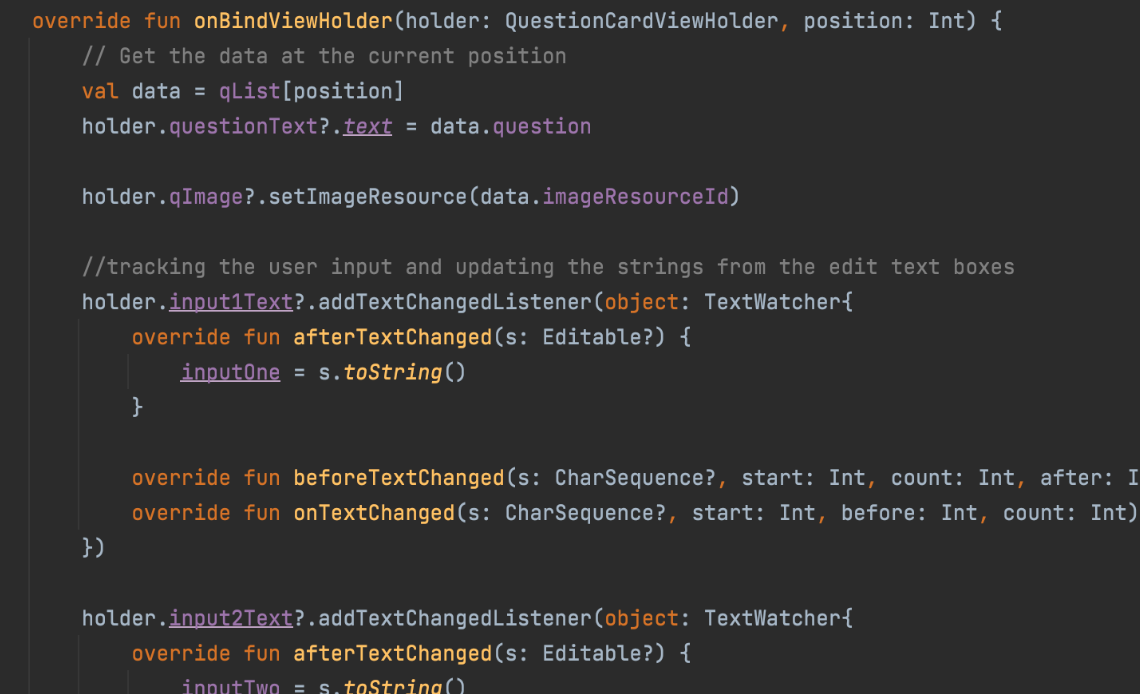 override fun onBindViewHolder(holder: QuestionCardViewHolder, position: Int) {
// Get the data at the current position
val data = qList[position]
holder.questionText?.text = data.question
holder.qImage?.setImageResource(data.imageResourceId)
//tracking the user input and updating the strings from the edit text boxes
holder.input1Text?.addTextChangedListener(object: TextWatcher{
override fun afterTextChanged(s: Editable?) {
inputOne = s.toString()
}
override fun beforeTextChanged(s: CharSequence?, start: Int, count: Int, after: I
override fun onTextChanged(s: CharSequence?, start: Int, before: Int, count: Int)
})
holder.input2Text?.addTextChangedListener(object: TextWatcher{
override fun afterTextChanged(s: Editable?) {
inputTwo = s.toString()